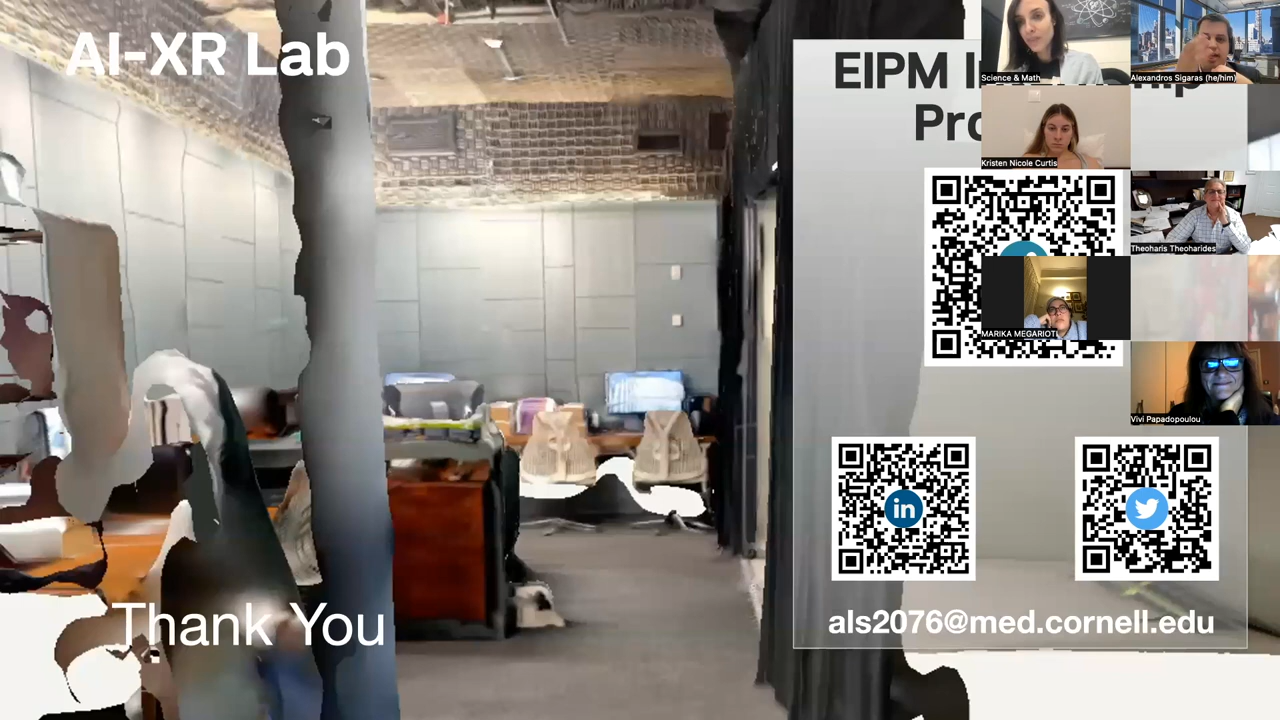 AI-XR Lab
EIPM
Thank You
in
als2076@med.cornell.edu
Science & Math
Alexandros Sigaras (he/him)
Kristen Nicole Curtis
Theoharis Theoharides
MARIKA MEGARIOTI
Vivi Papadopoulou